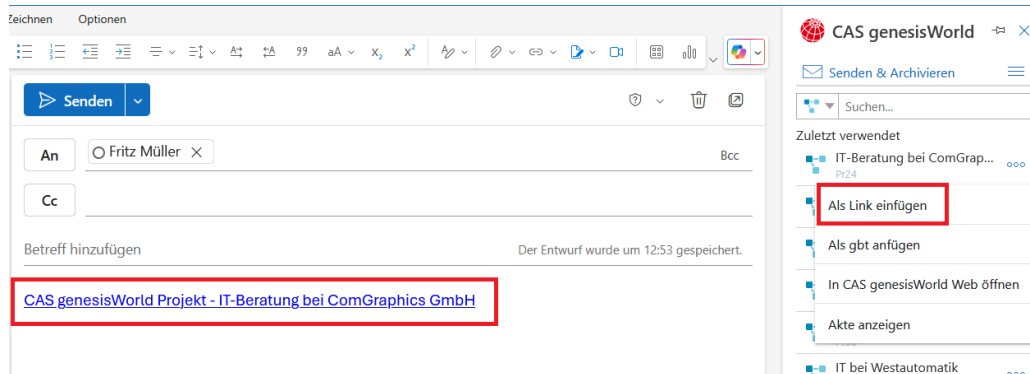 Zeichnen Optionen
CAS genesisWorld
Senden & Archivieren
Senden
Suchen...
Zuletzt verwendet
An Fritz Müller Bcc
IT-Beratung bei ComGrap...
Pr24
Cc
Als Link einfügen
Betreff hinzufügen Der Entwurf wurde um 12:53 gespeichert.
Als gbt anfügen
In CAS genesisWorld Web öffnen
CAS genesisWorld Projekt - IT-Beratung bei ComGraphics GmbH
Akte anzeigen
IT bei Westautomatik